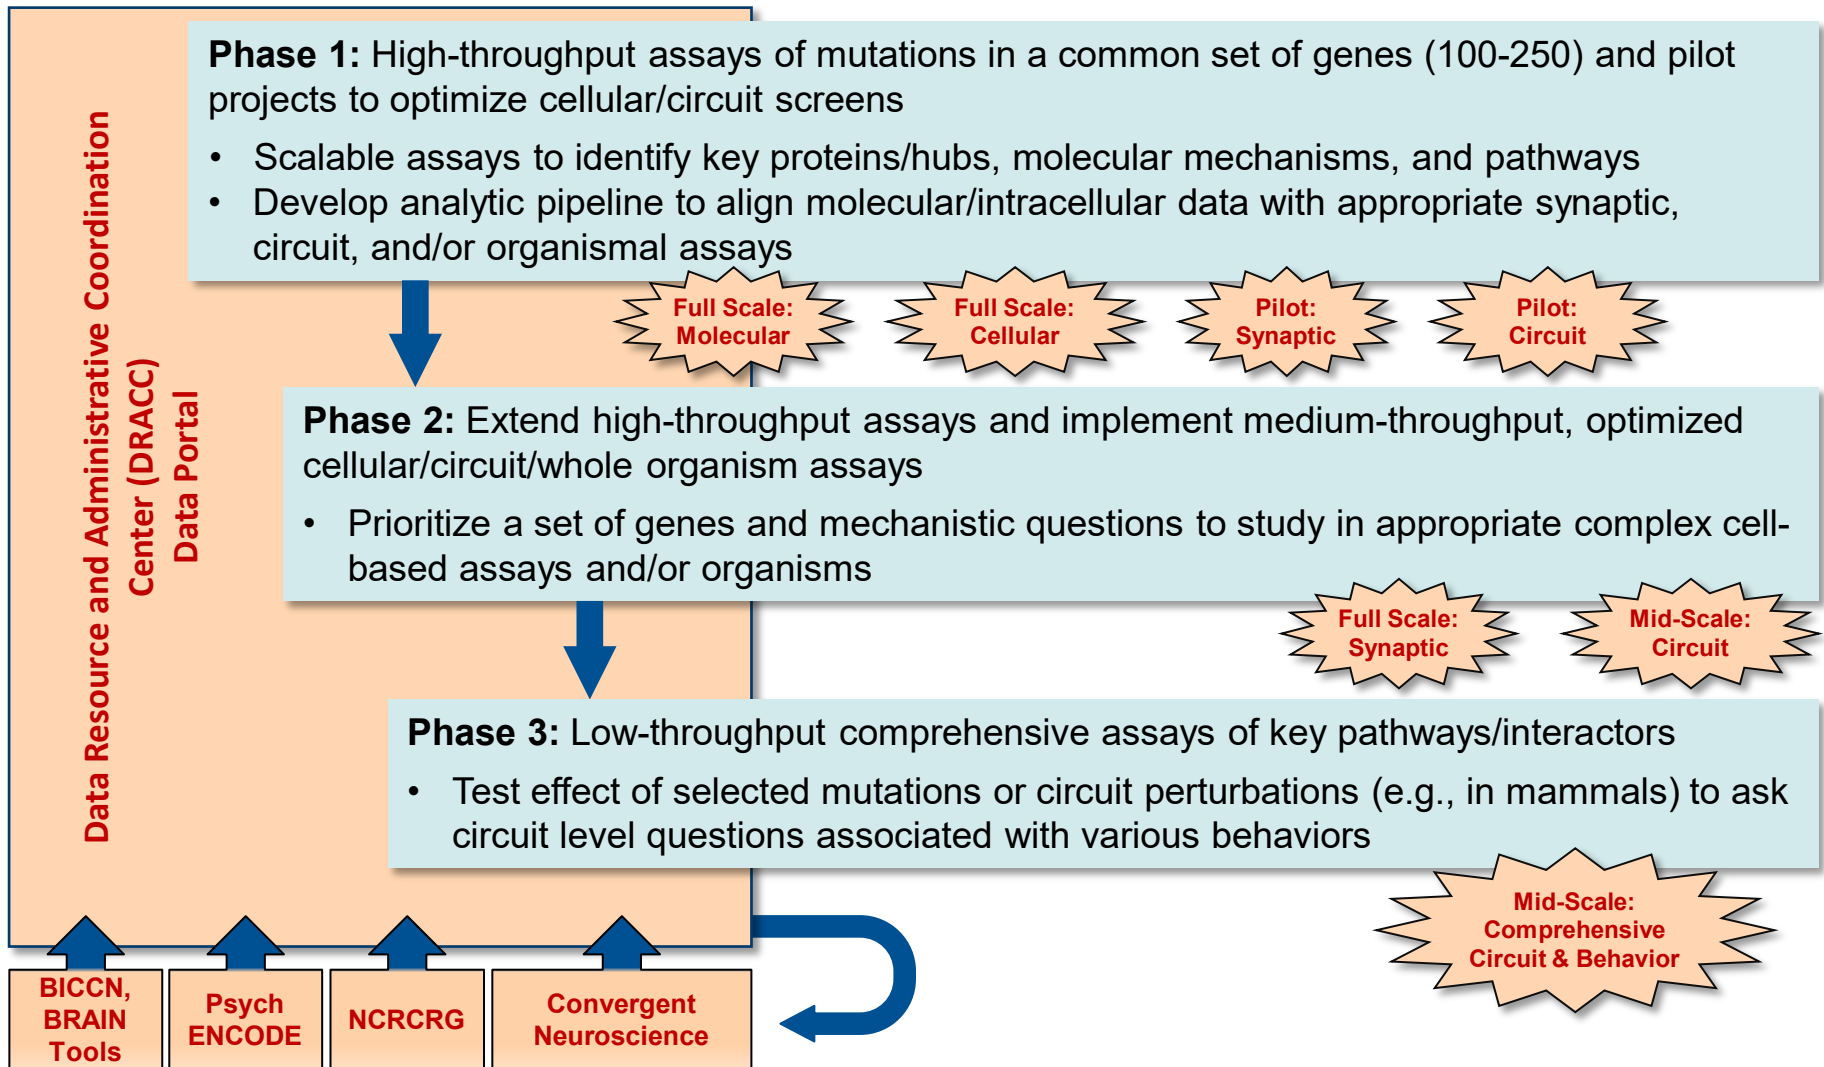 Data Resource and Administrative Coordination
Center (DRACC)
Data Portal
Phase 1: High-throughput assays of mutations in a common set of genes (100-250) and pilot
projects to optimize cellular/circuit screens
• Scalable assays to identify key proteins/hubs, molecular mechanisms, and pathways
• Develop analytic pipeline to align molecular/intracellular data with appropriate synaptic,
circuit, and/or organismal assays
Full Scale:
Molecular
Full Scale:
Cellular
Pilot:
Synaptic
Pilot:
Circuit
Phase 2: Extend high-throughput assays and implement medium-throughput, optimized
cellular/circuit/whole organism assays
• Prioritize a set of genes and mechanistic questions to study in appropriate complex cell-
based assays and/or organisms
Full Scale:
Synaptic
Mid-Scale:
Circuit
Phase 3: Low-throughput comprehensive assays of key pathways/interactors
• Test effect of selected mutations or circuit perturbations (e.g., in mammals) to ask
circuit level questions associated with various behaviors
Mid-Scale:
Comprehensive
Circuit & Behavior
BICCN,
BRAIN
Tools
Psych
ENCODE
NCRCRG
Convergent
Neuroscience